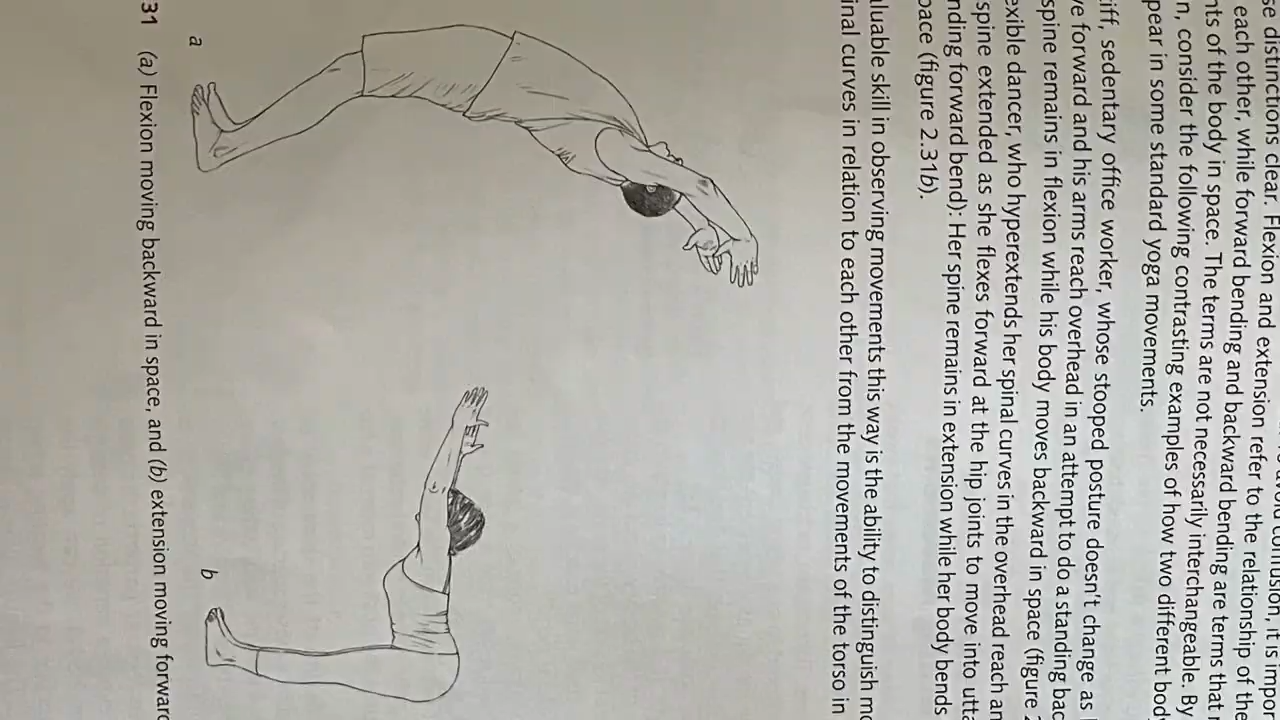 se distinctions clear. Flexion and extension refer to the relationship of the
each other, while forward bending and backward bending are terms that
nts of the body in space. The terms are not necessarily interchangeable. By
n, consider the following contrasting examples of how two different bod
pear in some standard yoga movements.
tiff, sedentary office worker, whose stooped posture doesn't change as
ve forward and his arms reach overhead in an attempt to do a standing bac
spine remains in flexion while his body moves backward in space (figure 2
exible dancer, who hyperextends her spinal curves in the overhead reach an
spine extended as she flexes forward at the hip joints to move into utta
nding forward bend): Her spine remains in extension while her body bends
pace (figure 2.31b).
aluable skill in observing movements this way is the ability to distinguish mo
inal curves in relation to each other from the movements of the torso in
a
b
31 (a) Flexion moving backward in space, and (b) extension moving forward